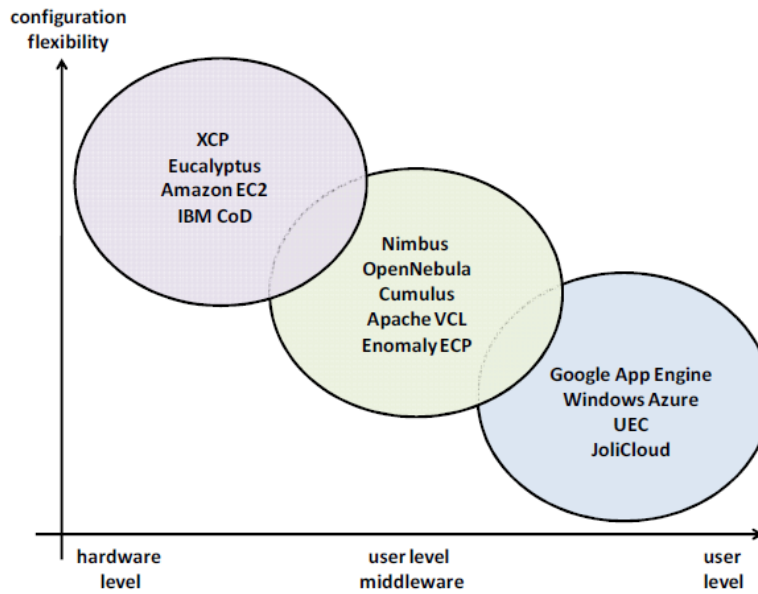 configuration
flexibility
XCP
Eucalyptus
Amazon EC2
IBM CoD
Nimbus
OpenNebula
Cumulus
Apache VCL
Enomaly ECP
Google App Engine
Windows Azure
UEC
JoliCloud
hardware
level
user level
middleware
user
level